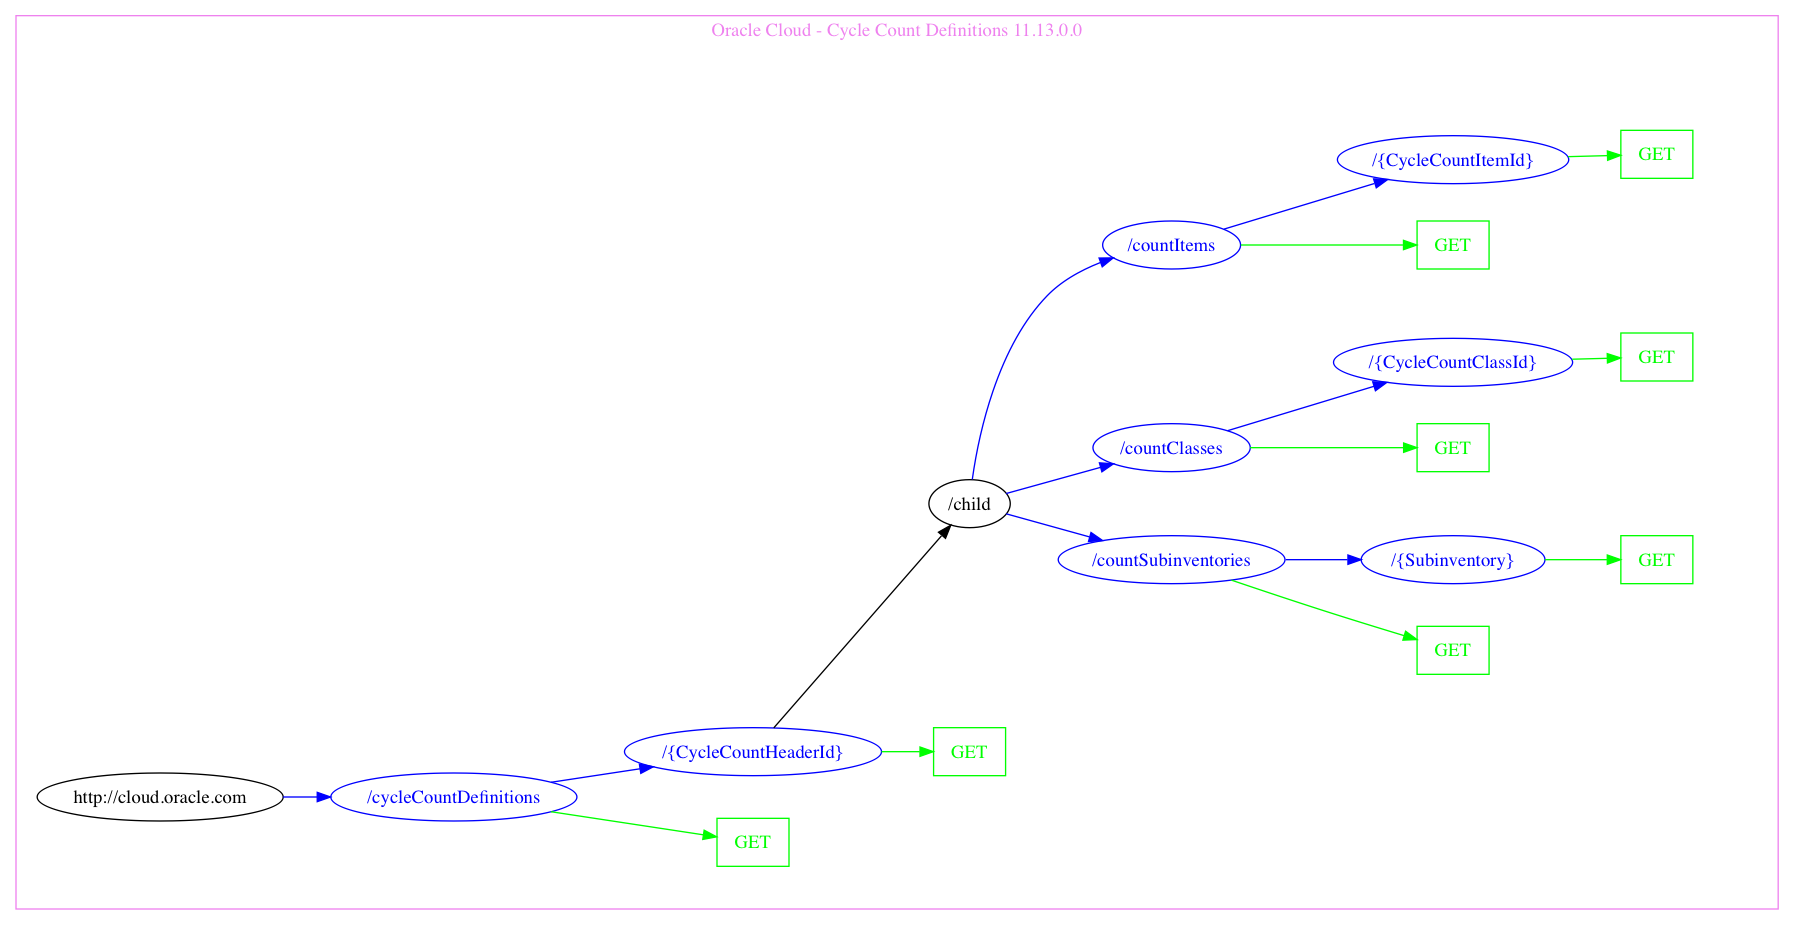 Oracle Cloud - Cycle Count Definitions 11.13.0.0
/{CycleCountItemId}
GET
/countItems
GET
/{CycleCountClassId}
GET
/countClasses
GET
/child
/countSubinventories
/{Subinventory}
GET
GET
/{CycleCountHeaderId}
GET
http://cloud.oracle.com
/cycleCountDefinitions
GET